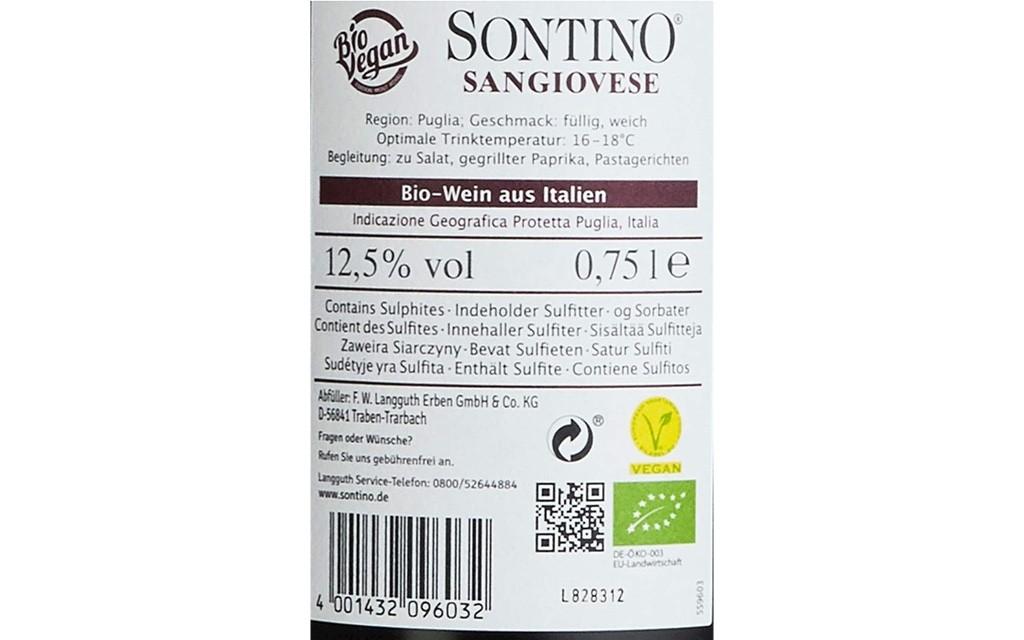 Bio
Vegan
SONTINO®
SANGIOVESE
Region: Puglia; Geschmack: füllig, weich
Optimale Trinktemperatur: 16–18°C
Begleitung: zu Salat, gegrillter Paprika, Pastagerichten
Bio-Wein aus Italien
Indicazione Geografica Protetta Puglia, Italia
12,5% vol 0,75 l e
Contains Sulphites · Indeholder Sulfitter · og Sorbater
Contient des Sulfites · Innehaller Sulfiter · Sisältää Sulfitteja
Zaweira Siarczyny · Bevat Sulfieten · Satur Sulfiti
Sudétyje yra Sulfita · Enthält Sulfite · Contiene Sulfitos
Abfüller: F. W. Langguth Erben GmbH & Co. KG
D-56841 Traben-Trarbach
Fragen oder Wünsche?
Rufen Sie uns gebührenfrei an.
Langguth Service-Telefon: 0800/52644884
www.sontino.de
®
VEGAN
DE-ÖKO-003
EU-Landwirtschaft
4 001432 096032
L828312
559603